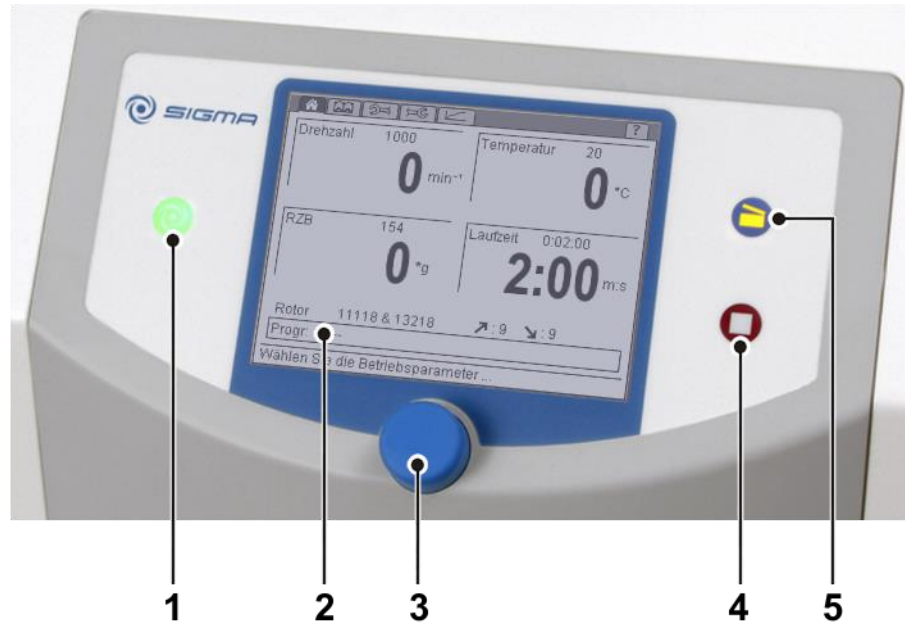 SIGMA
?
Drehzahl 1000
0 min⁻¹
Temperatur 20
0 °C
RZB 154
0 *g
Laufzeit 0:02:00
2:00 m:s
Rotor 11118 & 13218 ↗: 9 ↘: 9
Progr:
Wählen Sie die Betriebsparameter ...
1 2 3 4 5